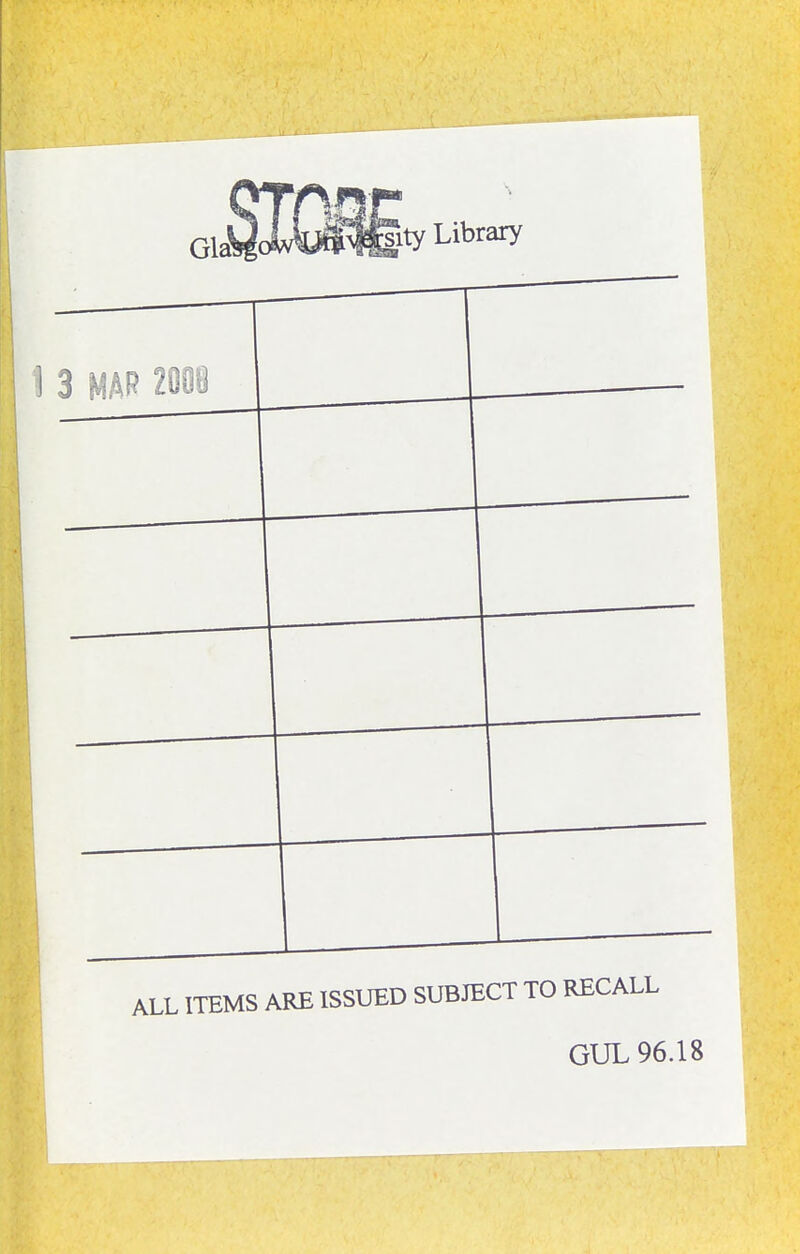 STORE
Glasgow University Library
13 MAR 2008
ALL ITEMS ARE ISSUED SUBJECT TO RECALL
GUL 96.18